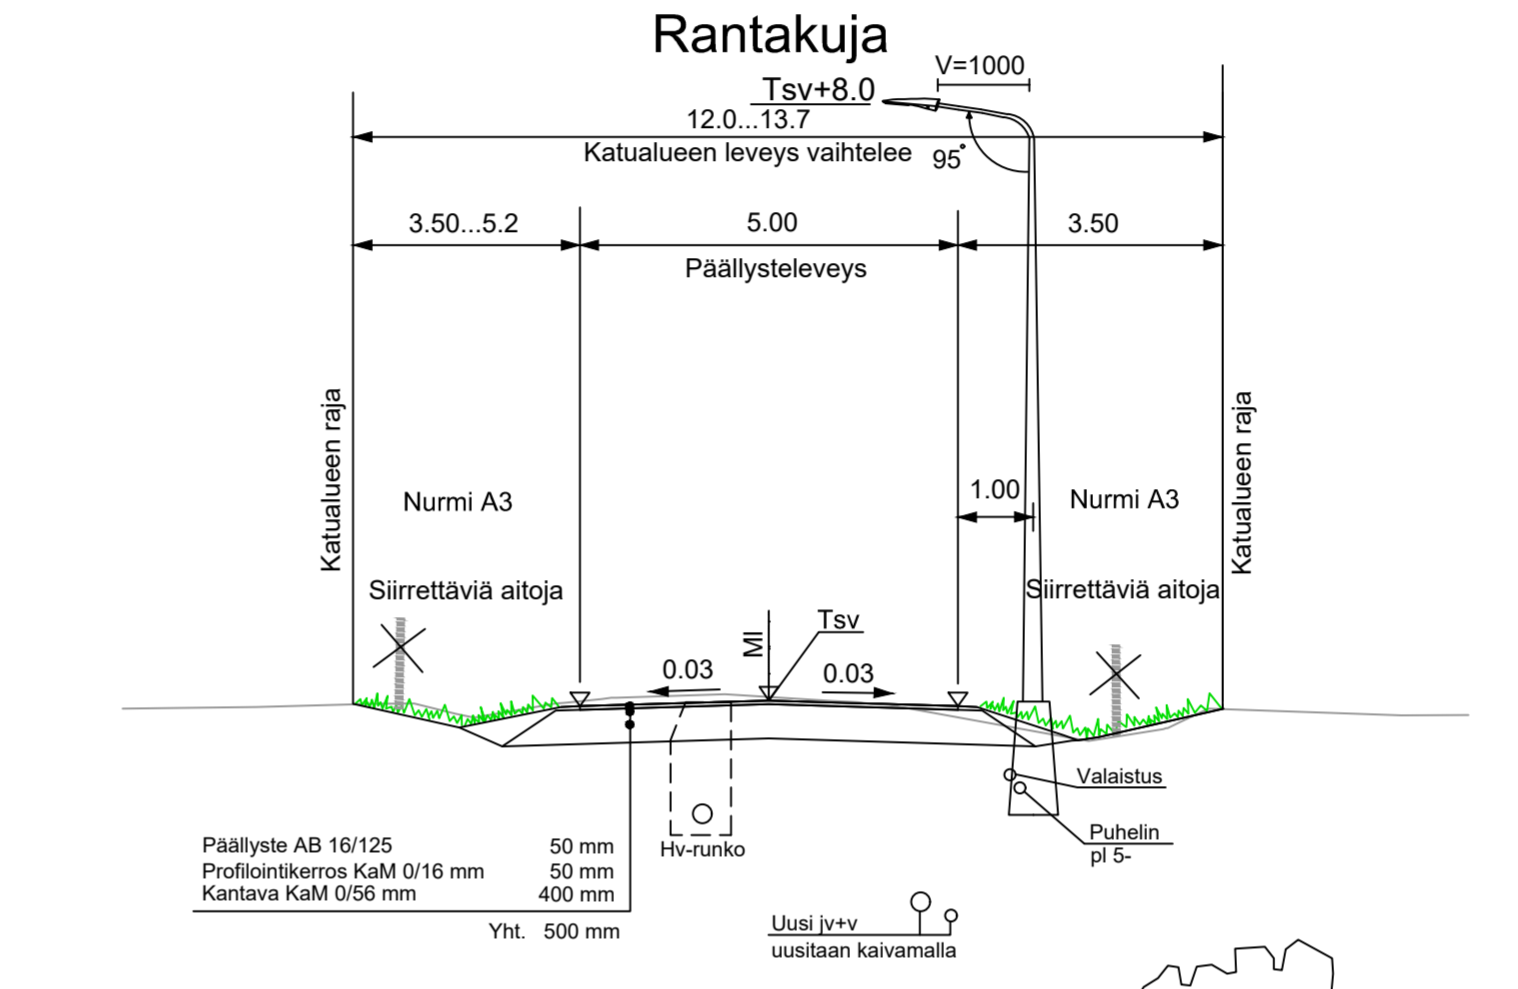 Rantakuja
V=1000
Tsv+8.0
12.0...13.7
Katualueen leveys vaihtelee
95°
3.50...5.2
5.00
3.50
Päällysteleveys
Katualueen raja
Katualueen raja
Nurmi A3
1.00
Nurmi A3
Siirrettäviä aitoja
Siirrettäviä aitoja
Ml
Tsv
0.03
0.03
Valaistus
Puhelin
pl 5-
Hv-runko
Päällyste AB 16/125 50 mm
Profilointikerros KaM 0/16 mm 50 mm
Kantava KaM 0/56 mm 400 mm
Yht. 500 mm
Uusi jv+v
uusitaan kaivamalla